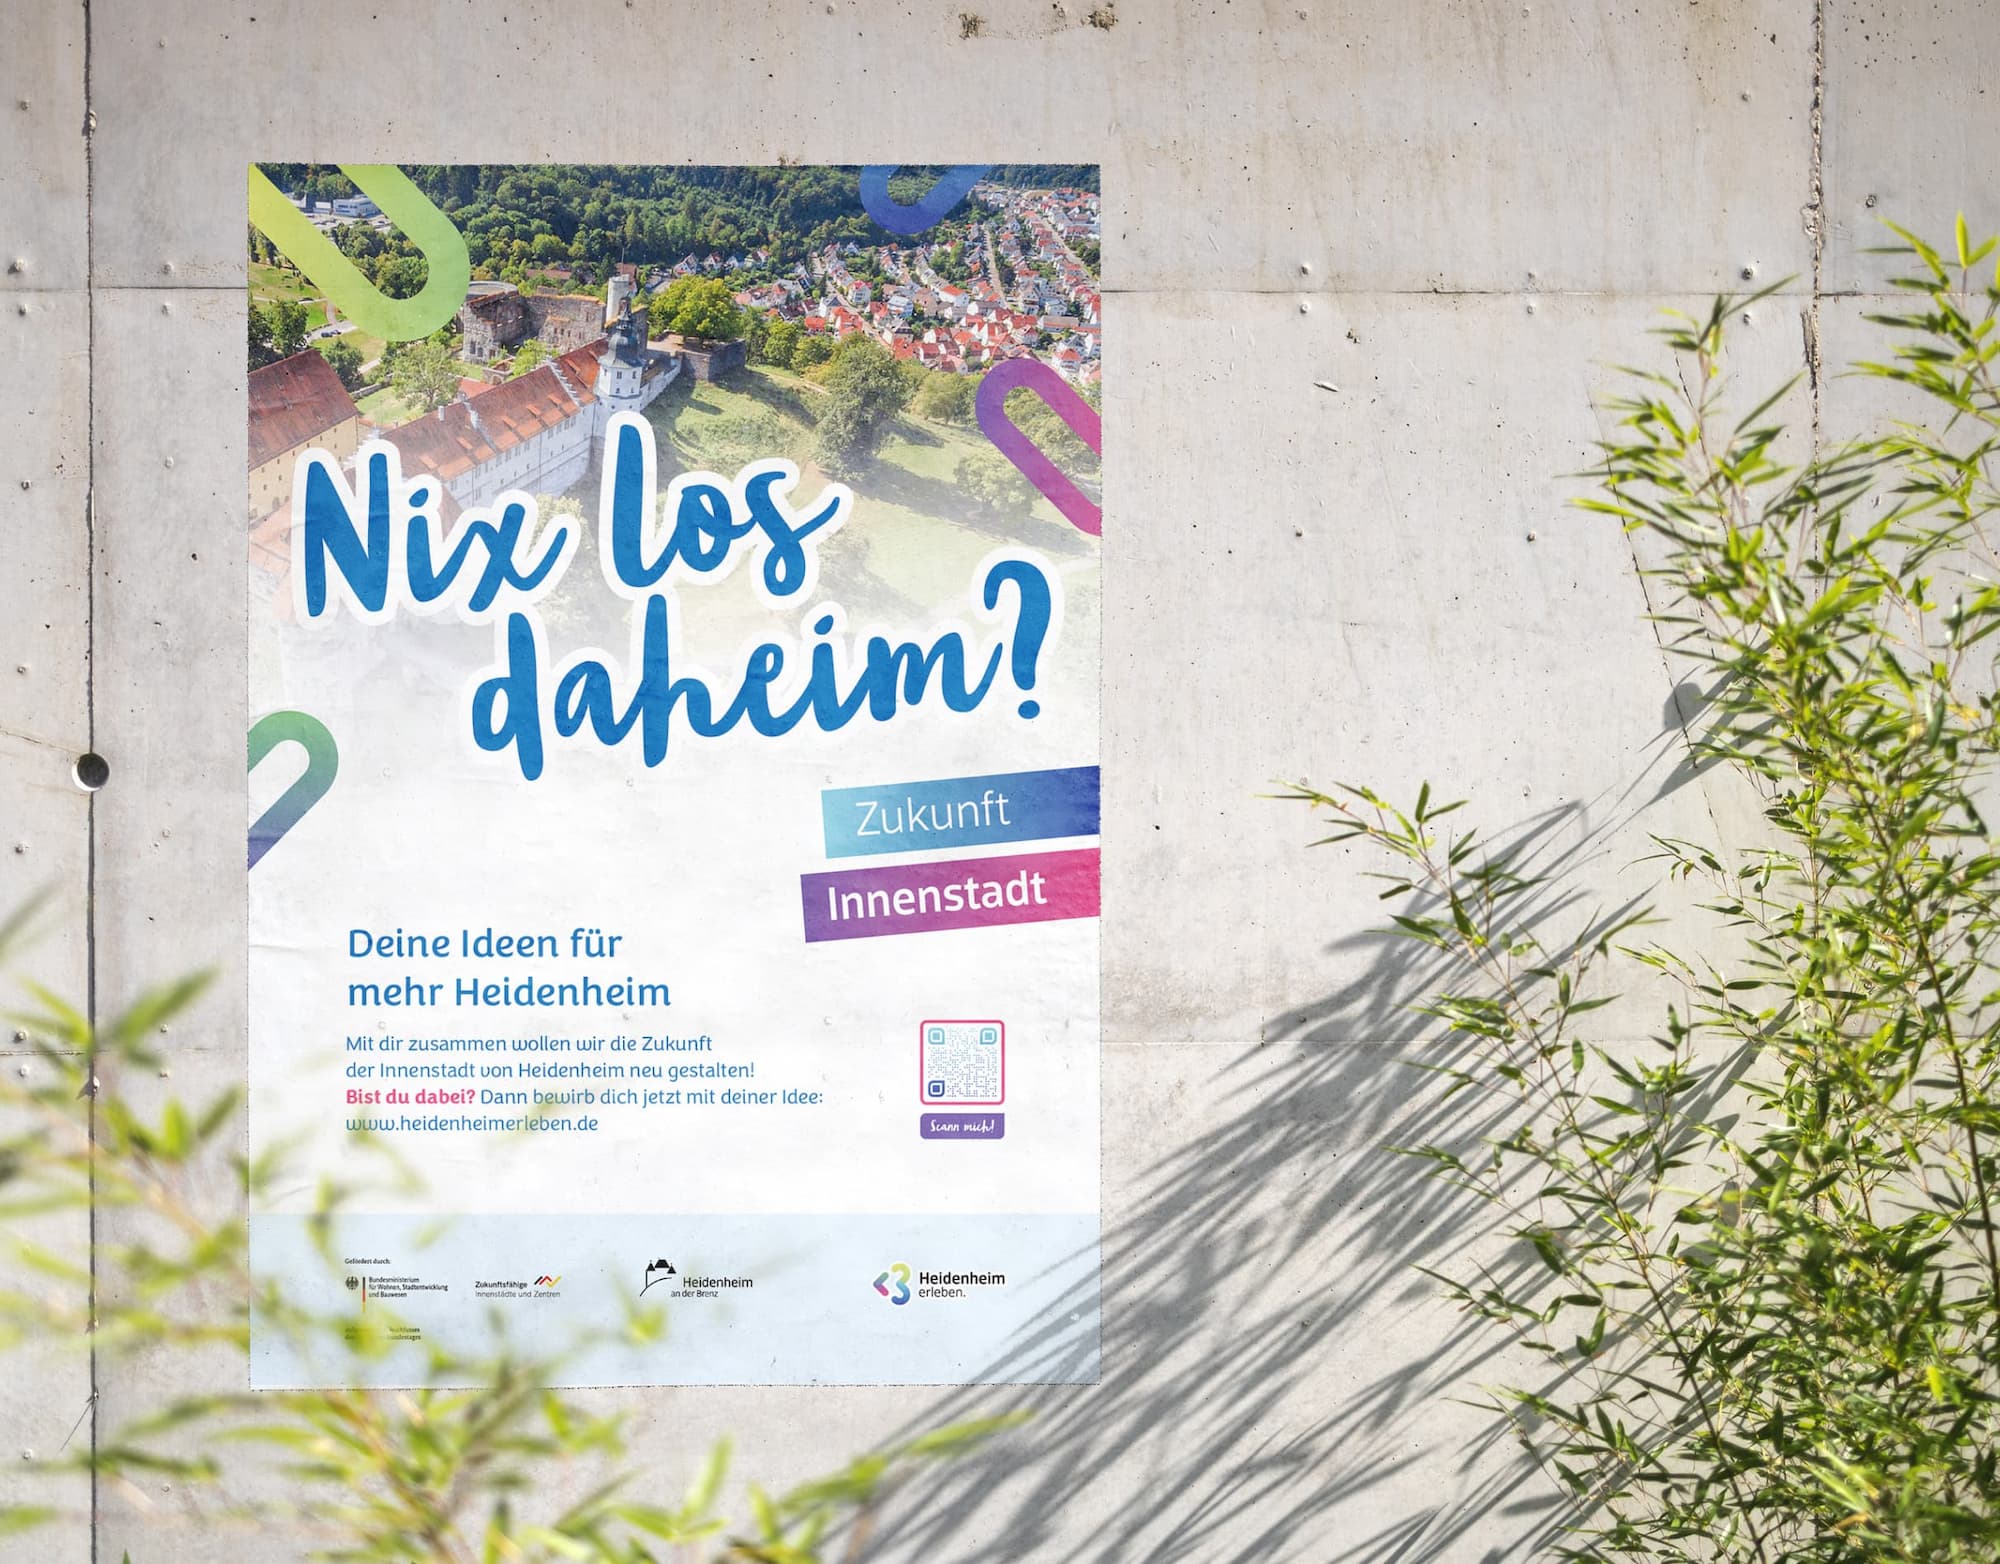 Nix los
daheim?
Zukunft
Innenstadt
Deine Ideen für
mehr Heidenheim
Mit dir zusammen wollen wir die Zukunft
der Innenstadt von Heidenheim neu gestalten!
Bist du dabei? Dann bewirb dich jetzt mit deiner Idee:
www.heidenheimerleben.de
Scann mich!
Gefördert durch:
Bundesministerium
für Wohnen, Stadtentwicklung
und Bauwesen
Zukunftsfähige
Innenstädte und Zentren
Heidenheim
an der Brenz
Heidenheim
erleben.